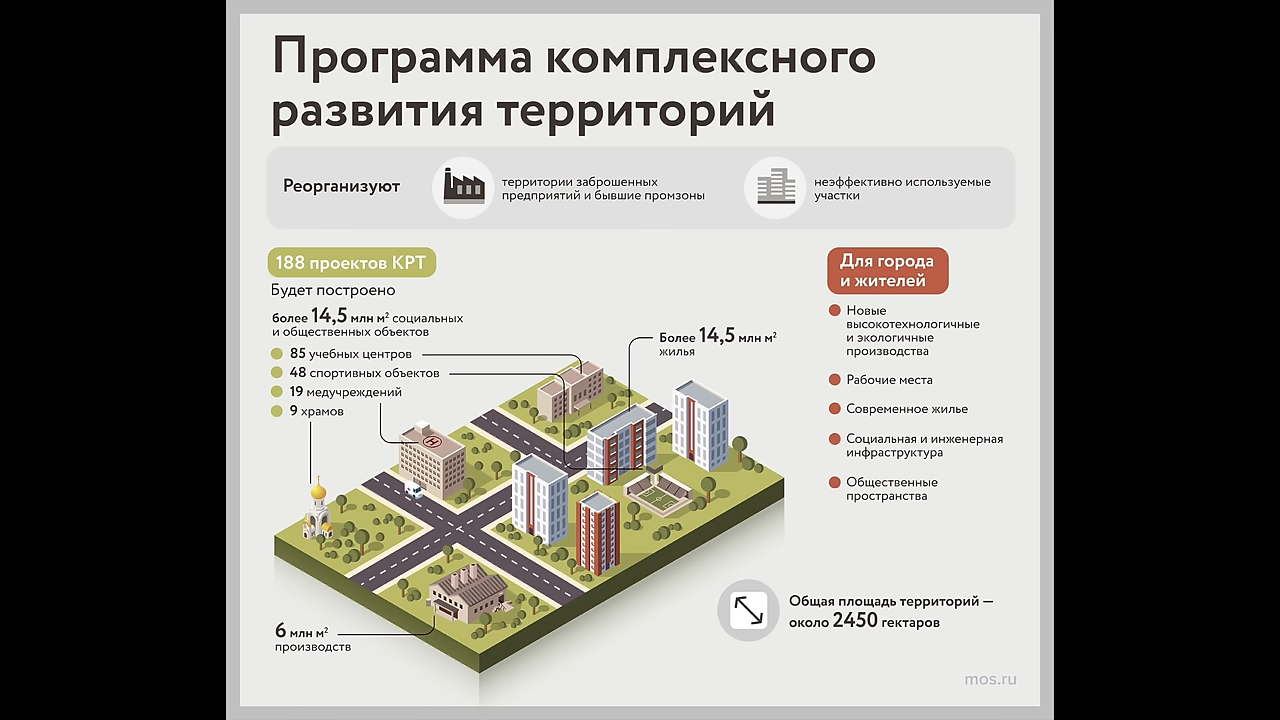 Программа комплексного
развития территорий
Реорганизуют
территории заброшенных
предприятий и бывшие промзоны
неэффективно используемые
участки
188 проектов КРТ
Будет построено
более 14,5 млн м² социальных
и общественных объектов
85 учебных центров
48 спортивных объектов
19 медучреждений
9 храмов
Более 14,5 млн м²
жилья
H
6 млн м²
производств
Для города
и жителей
Новые
высокотехнологичные
и экологичные
производства
Рабочие места
Современное жилье
Социальная и инженерная
инфраструктура
Общественные
пространства
Общая площадь территорий —
около 2450 гектаров
mos.ru